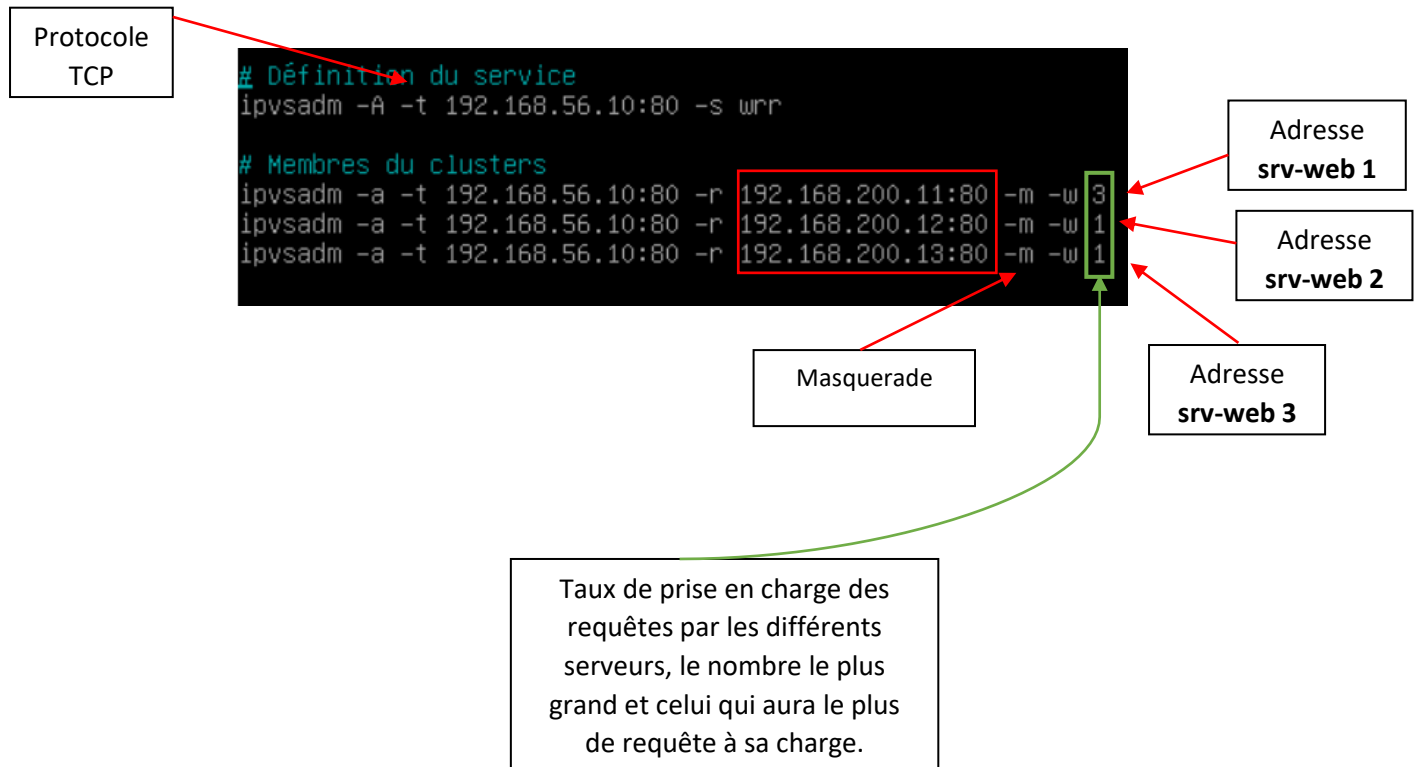 Protocole
TCP
# Définition du service
ipvsadm -A -t 192.168.56.10:80 -s wrr
# Membres du clusters
ipvsadm -a -t 192.168.56.10:80 -r 192.168.200.11:80 -m -w 3
ipvsadm -a -t 192.168.56.10:80 -r 192.168.200.12:80 -m -w 1
ipvsadm -a -t 192.168.56.10:80 -r 192.168.200.13:80 -m -w 1
Adresse
srv-web 1
Adresse
srv-web 2
Adresse
srv-web 3
Masquerade
Taux de prise en charge des
requêtes par les différents
serveurs, le nombre le plus
grand et celui qui aura le plus
de requête à sa charge.